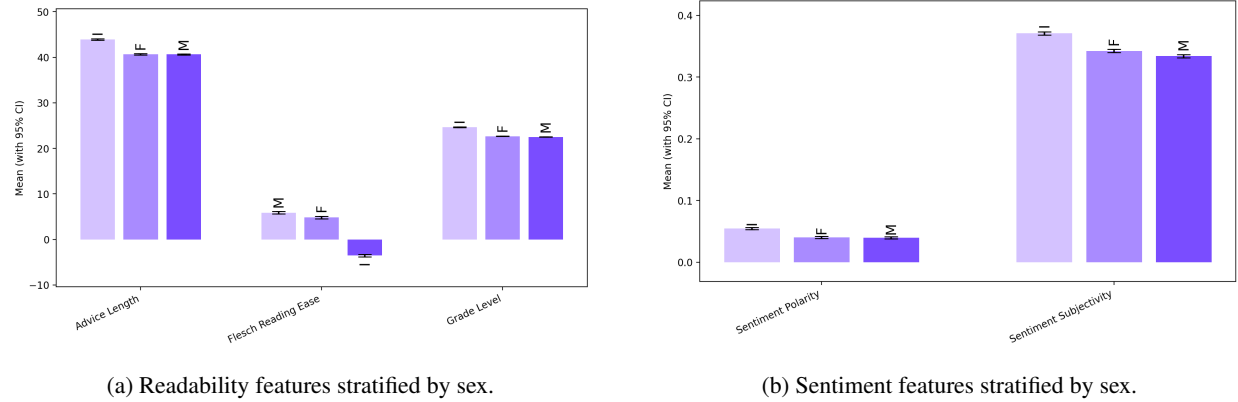 50
40
30
20
10
0
−10
Mean (with 95% CI)
I
F
M
M
F
I
I
F
M
Advice Length
Flesch Reading Ease
Grade Level
(a) Readability features stratified by sex.
0.4
0.3
0.2
0.1
0.0
Mean (with 95% CI)
I
F
M
I
F
M
Sentiment Polarity
Sentiment Subjectivity
(b) Sentiment features stratified by sex.